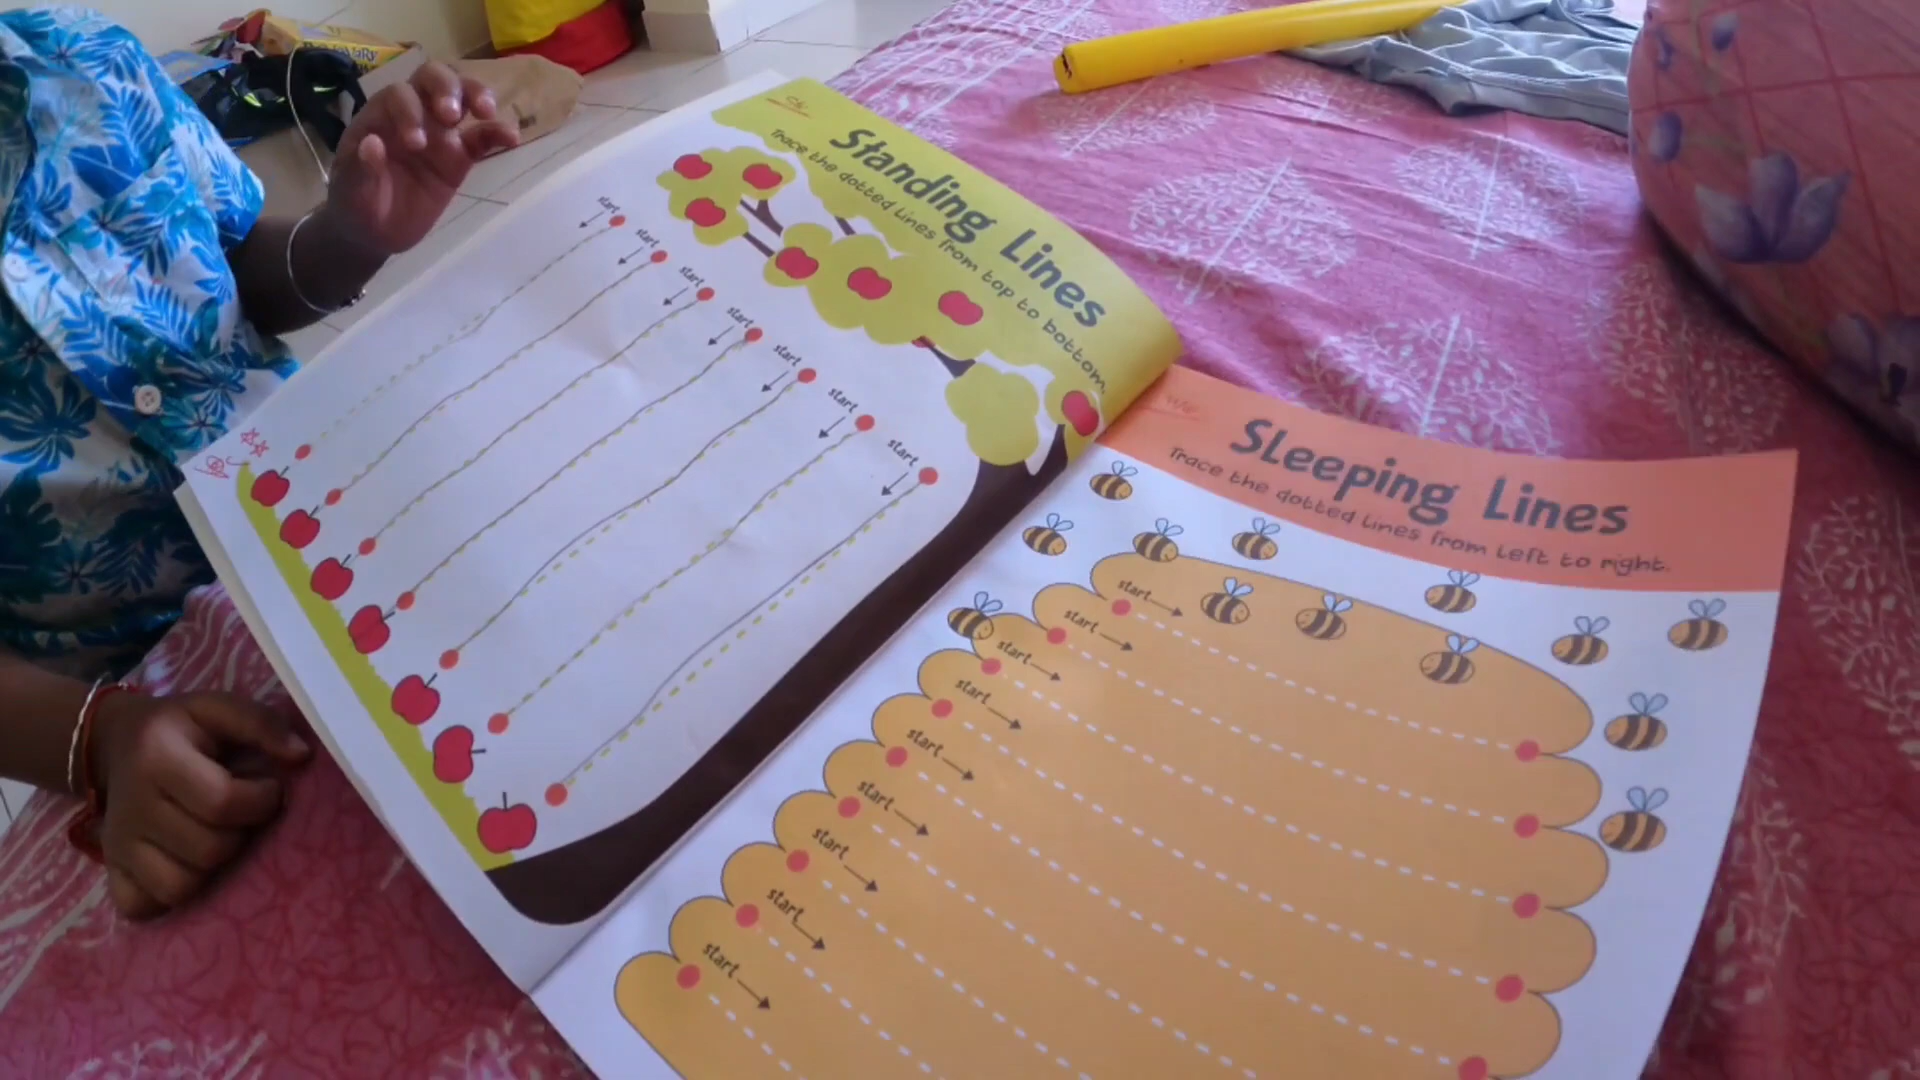 Standing Lines
Trace the dotted lines from top to bottom.
start
start
start
start
start
start
start
Sleeping Lines
Trace the dotted lines from left to right.
start
start
start
start
start
start
start
start
start